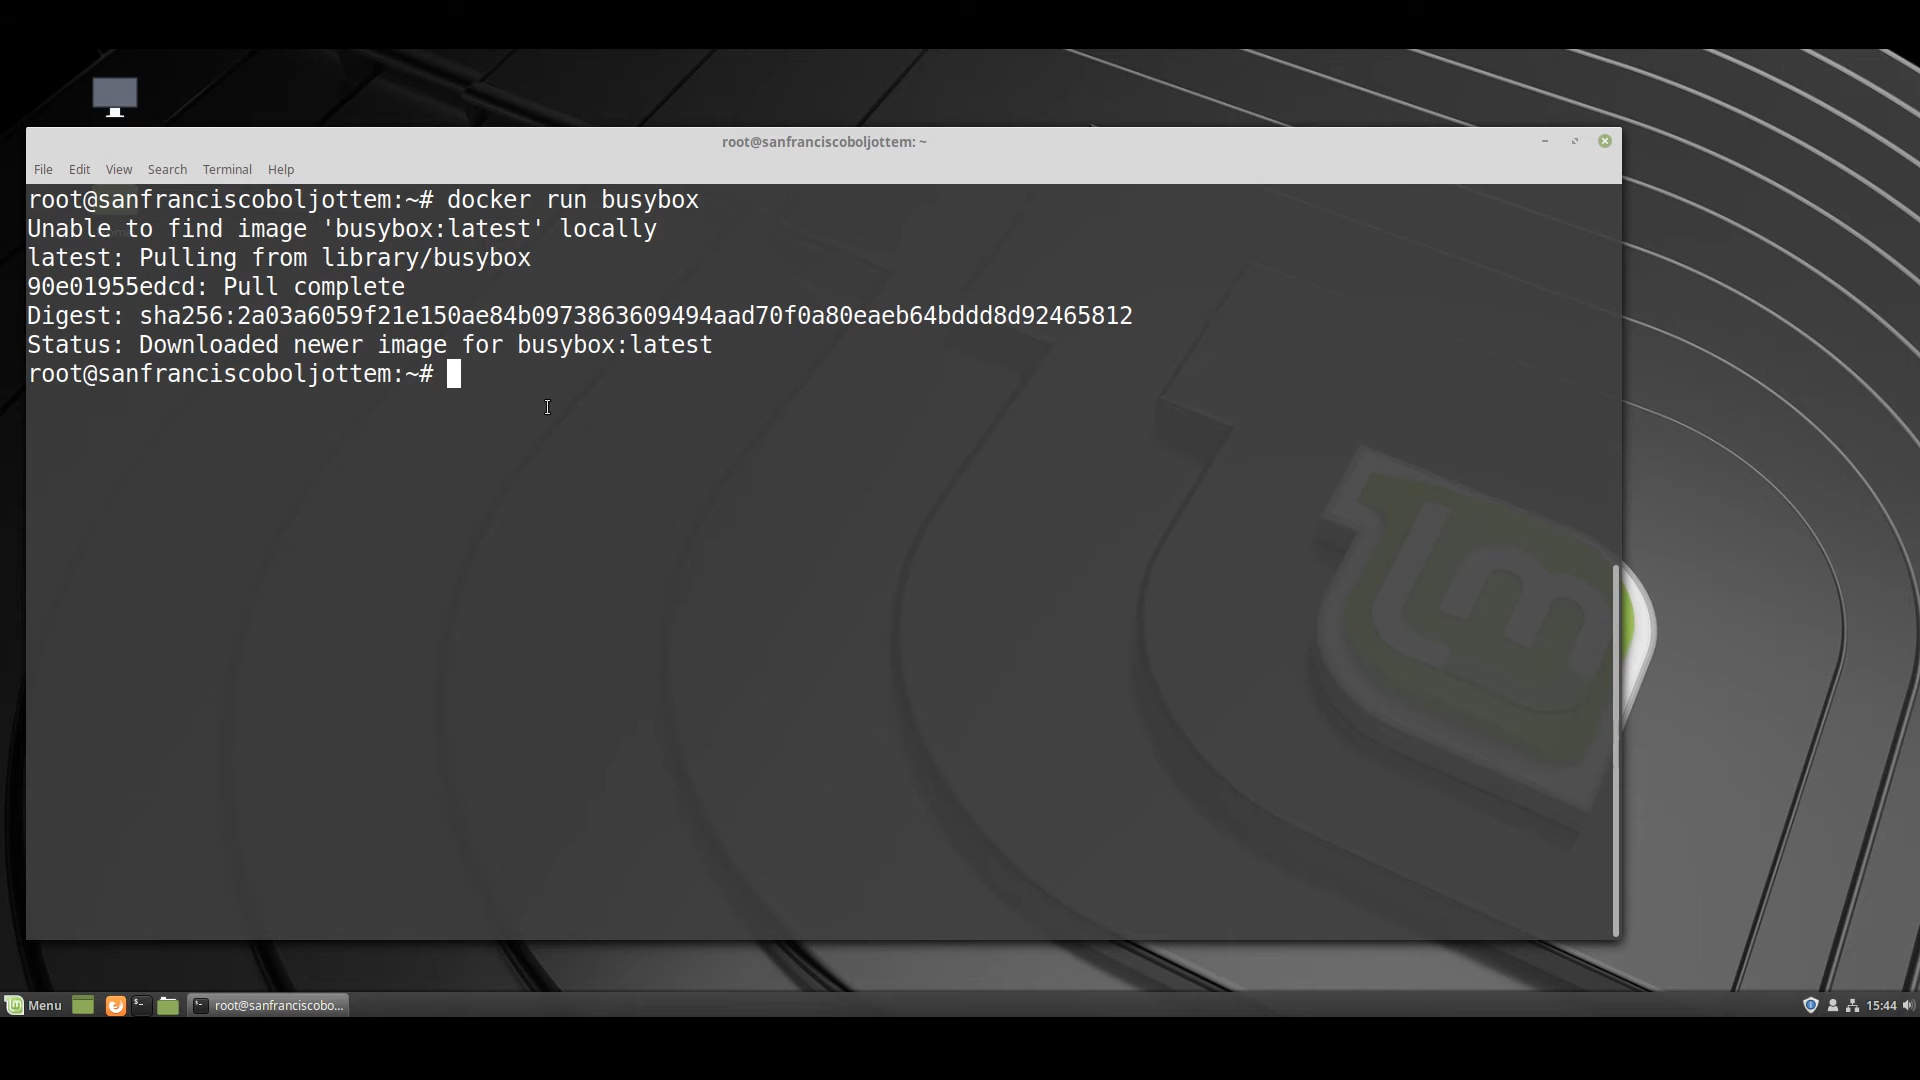 root@sanfranciscoboljottem: ~
File Edit View Search Terminal Help
root@sanfranciscoboljottem:~# docker run busybox
Unable to find image 'busybox:latest' locally
latest: Pulling from library/busybox
90e01955edcd: Pull complete
Digest: sha256:2a03a6059f21e150ae84b0973863609494aad70f0a80eaeb64bddd8d92465812
Status: Downloaded newer image for busybox:latest
root@sanfranciscoboljottem:~#
Menu root@sanfranciscobo... 15:44